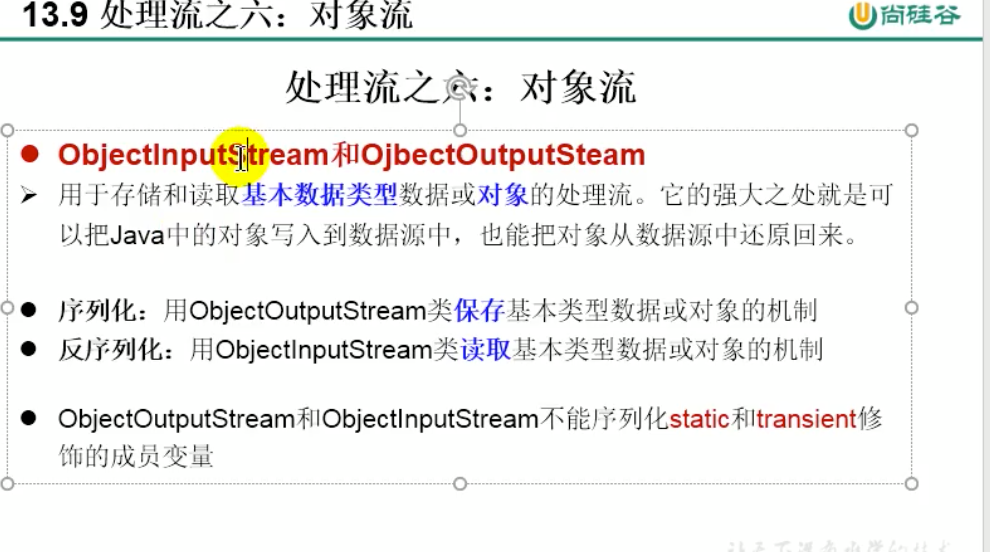 13.9 处理流之六：对象流
尚硅谷
处理流之六：对象流
ObjectInputStream和OjbectOutputSteam
用于存储和读取基本数据类型数据或对象的处理流。它的强大之处就是可
以把Java中的对象写入到数据源中，也能把对象从数据源中还原回来。
序列化：用ObjectOutputStream类保存基本类型数据或对象的机制
反序列化：用ObjectInputStream类读取基本类型数据或对象的机制
ObjectOutputStream和ObjectInputStream不能序列化static和transient修
饰的成员变量